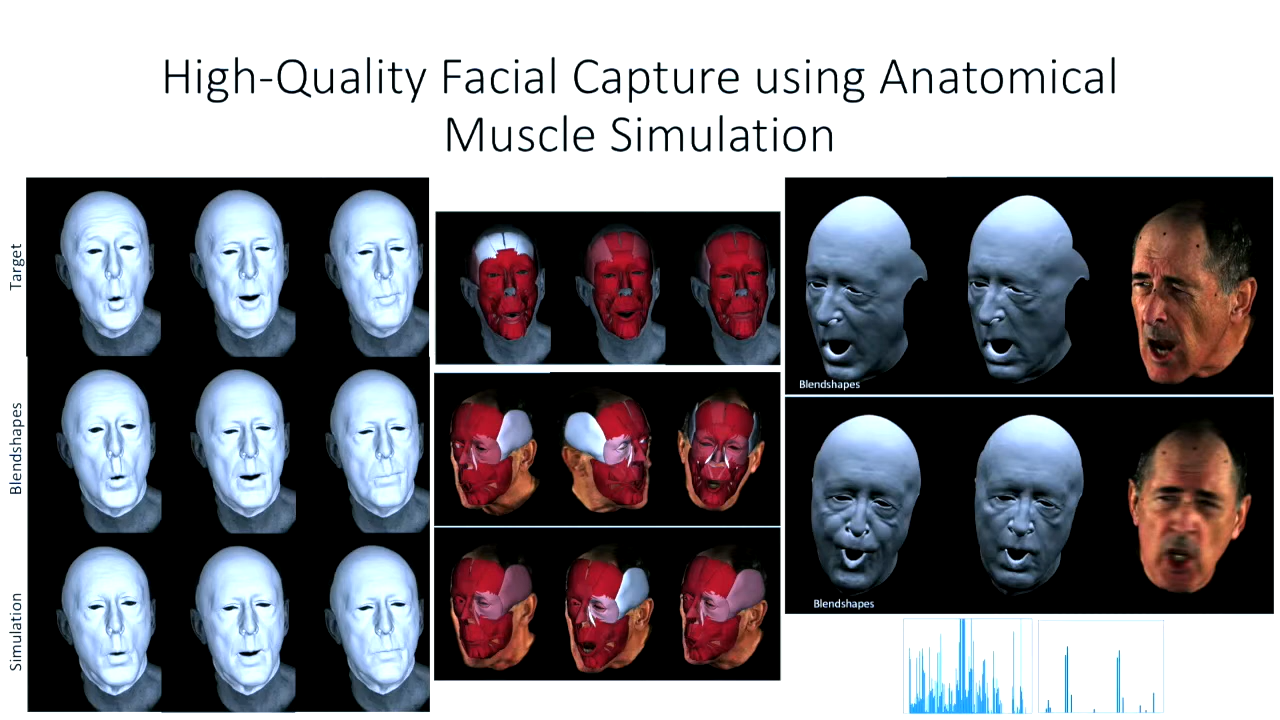 High-Quality Facial Capture using Anatomical
Muscle Simulation
Target
Blendshapes
Simulation
Blendshapes
Blendshapes